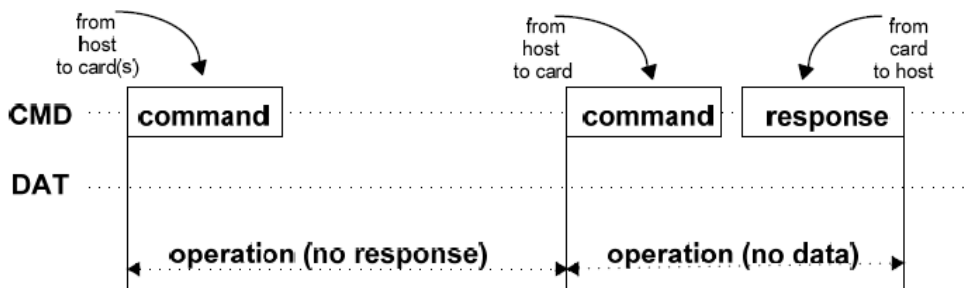 from
host
to card(s)
from
host
to card
from
card
to host
CMD
command
command
response
DAT
operation (no response)
operation (no data)